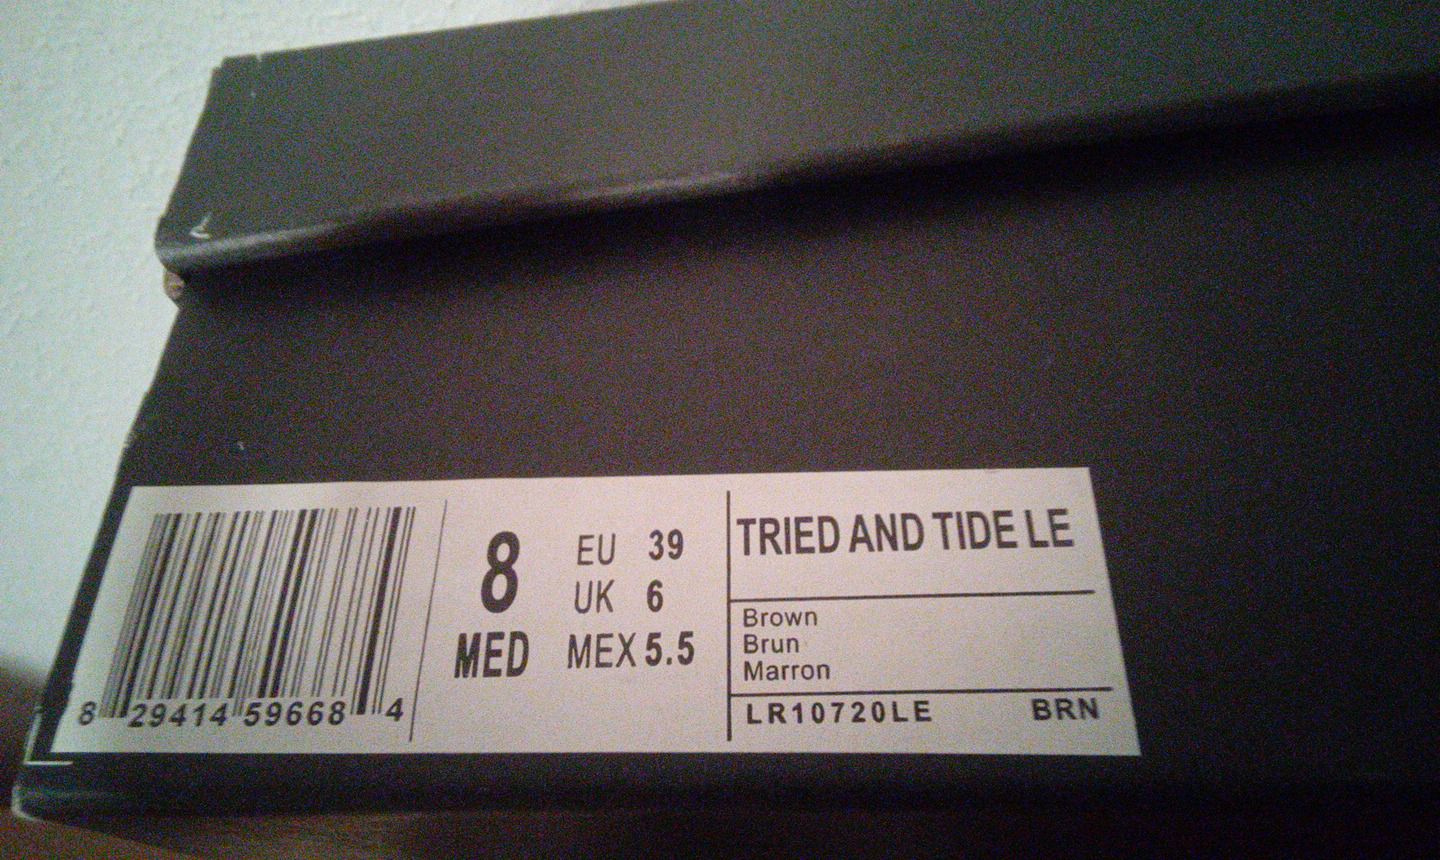 8 29414 59668 4
8
MED
EU 39
UK 6
MEX 5.5
TRIED AND TIDE LE
Brown
Brun
Marron
LR10720LE BRN